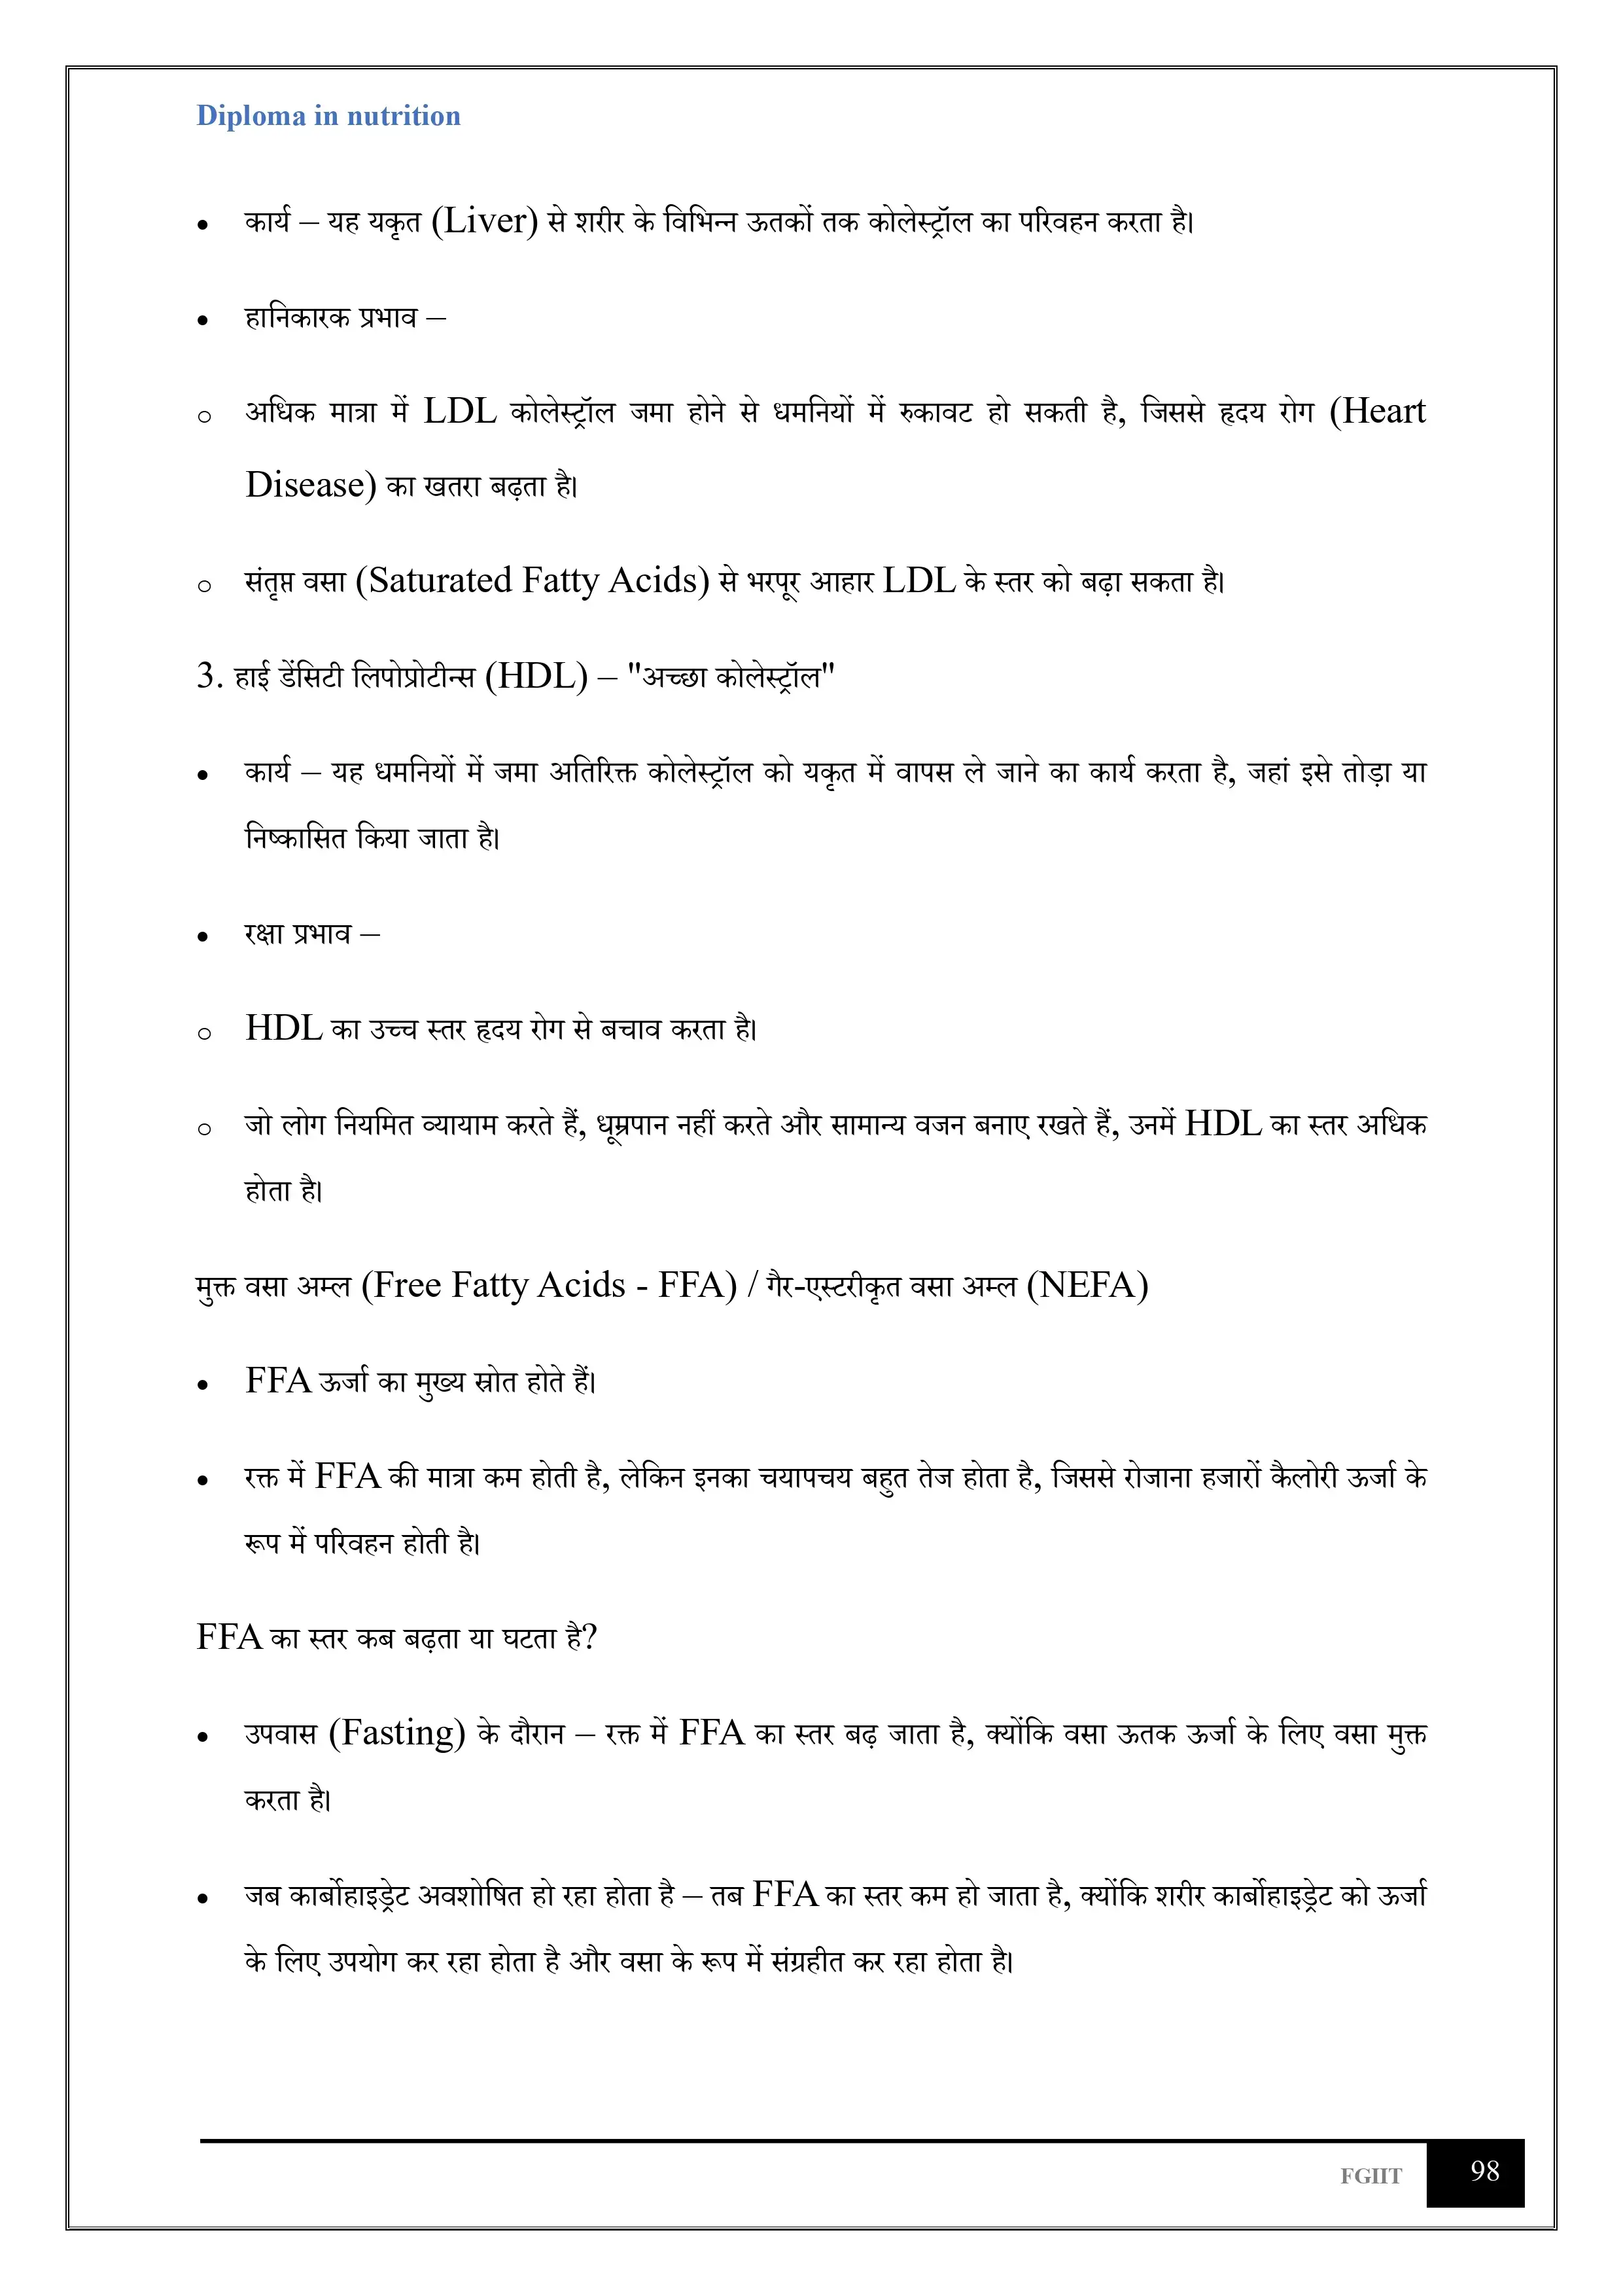 Diploma in nutrition
• कार्य – यह यकृत (Liver) से शरीर के विभिन्न ऊतकों तक कोलेस्ट्रॉल का परिवहन करता है।
• हानिकारक प्रभाव –
o अधिक मात्रा में LDL कोलेस्ट्रॉल जमा होने से धमनियों में रुकावट हो सकती है, जिससे हृदय रोग (Heart
Disease) का खतरा बढ़ता है।
o संतृप्त वसा (Saturated Fatty Acids) से भरपूर आहार LDL के स्तर को बढ़ा सकता है।
3. हाई डेंसिटी लिपोप्रोटीन्स (HDL) – "अच्छा कोलेस्ट्रॉल"
• कार्य – यह धमनियों में जमा अतिरिक्त कोलेस्ट्रॉल को यकृत में वापस ले जाने का कार्य करता है, जहां इसे तोड़ा या
निष्कासित किया जाता है।
• रक्षा प्रभाव –
o HDL का उच्च स्तर हृदय रोग से बचाव करता है।
o जो लोग नियमित व्यायाम करते हैं, धूम्रपान नहीं करते और सामान्य वजन बनाए रखते हैं, उनमें HDL का स्तर अधिक
होता है।
मुक्त वसा अम्ल (Free Fatty Acids - FFA) / गैर-एस्टरीकृत वसा अम्ल (NEFA)
• FFA ऊर्जा का मुख्य स्रोत होते हैं।
• रक्त में FFA की मात्रा कम होती है, लेकिन इनका चयापचय बहुत तेज होता है, जिससे रोजाना हजारों कैलोरी ऊर्जा के
रूप में परिवहन होती है।
FFA का स्तर कब बढ़ता या घटता है?
• उपवास (Fasting) के दौरान – रक्त में FFA का स्तर बढ़ जाता है, क्योंकि वसा ऊतक ऊर्जा के लिए वसा मुक्त
करता है।
• जब कार्बोहाइड्रेट अवशोषित हो रहा होता है – तब FFA का स्तर कम हो जाता है, क्योंकि शरीर कार्बोहाइड्रेट को ऊर्जा
के लिए उपयोग कर रहा होता है और वसा के रूप में संग्रहीत कर रहा होता है।
FGIIT 98